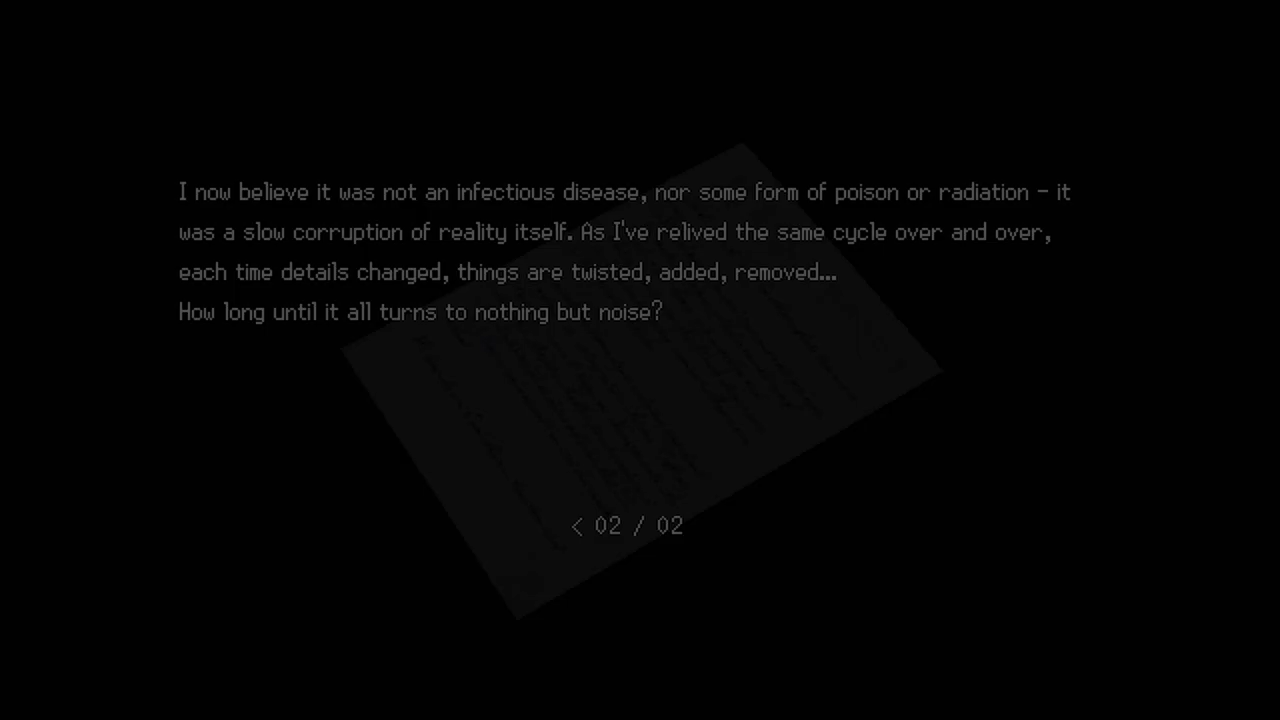 I now believe it was not an infectious disease, nor some form of poison or radiation - it
was a slow corruption of reality itself. As I've relived the same cycle over and over,
each time details changed, things are twisted, added, removed...
How long until it all turns to nothing but noise?
< 02 / 02